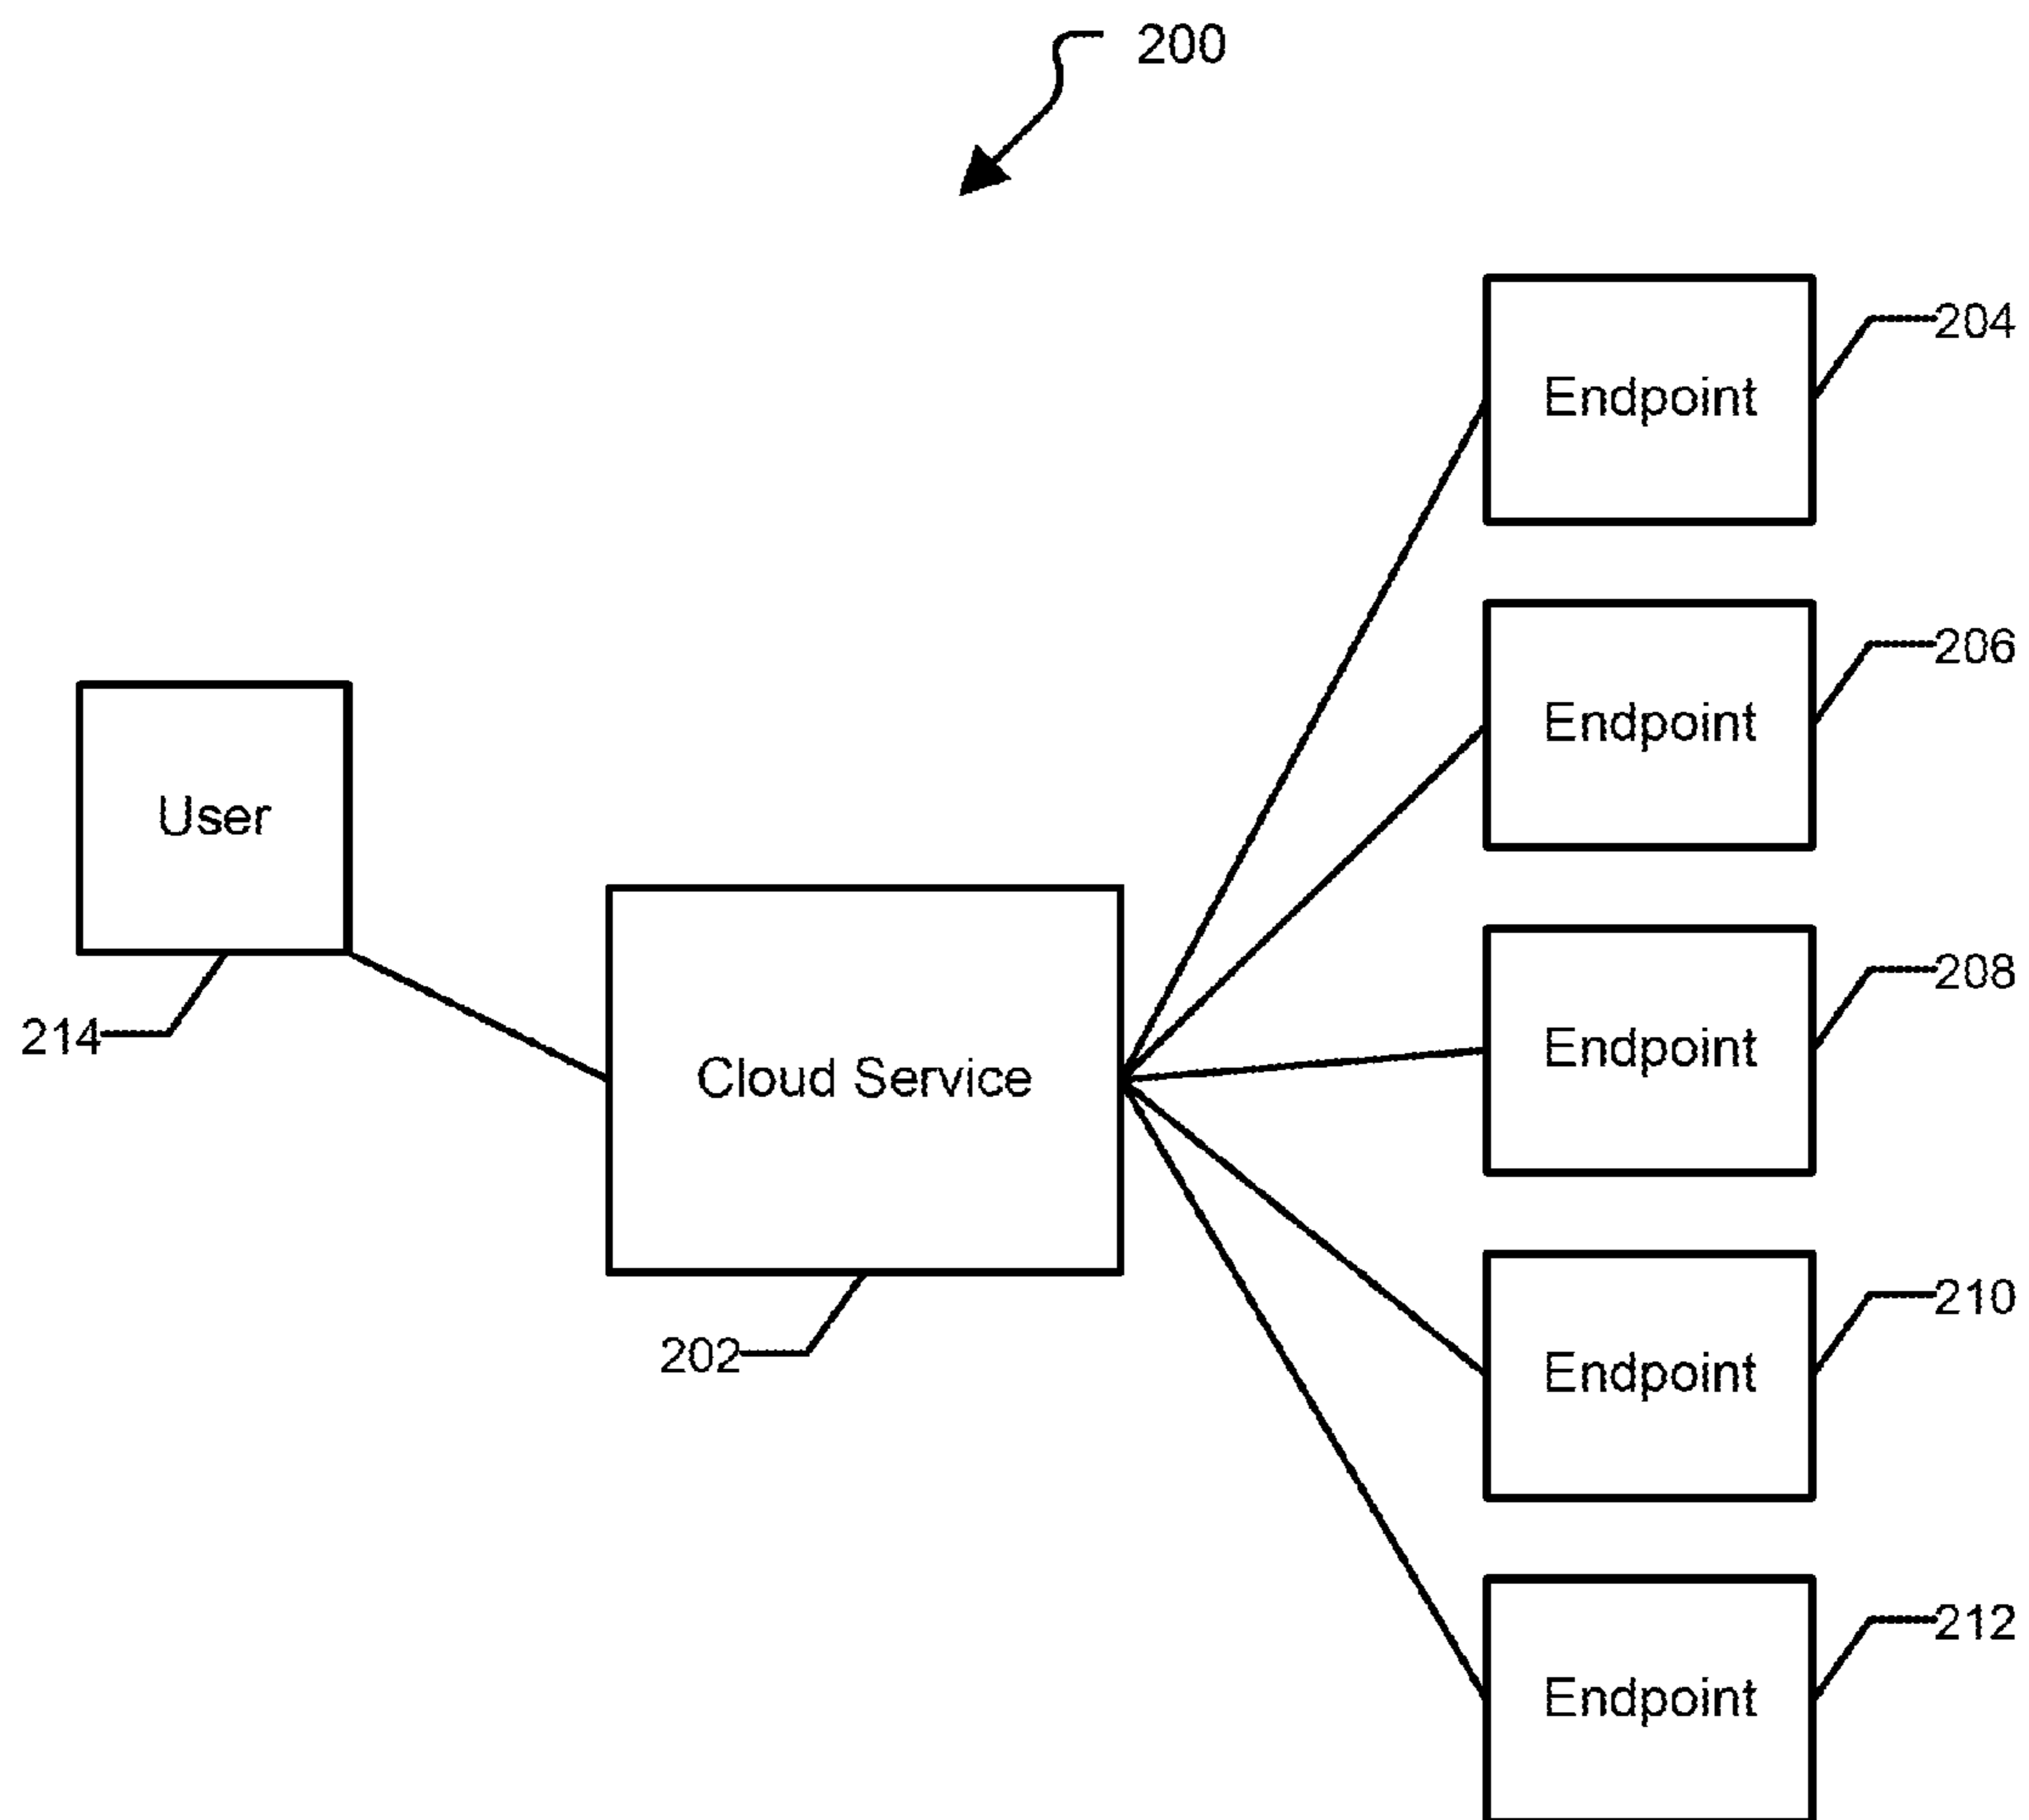 200
Endpoint
204
Endpoint
206
User
214
Cloud Service
202
Endpoint
208
Endpoint
210
Endpoint
212